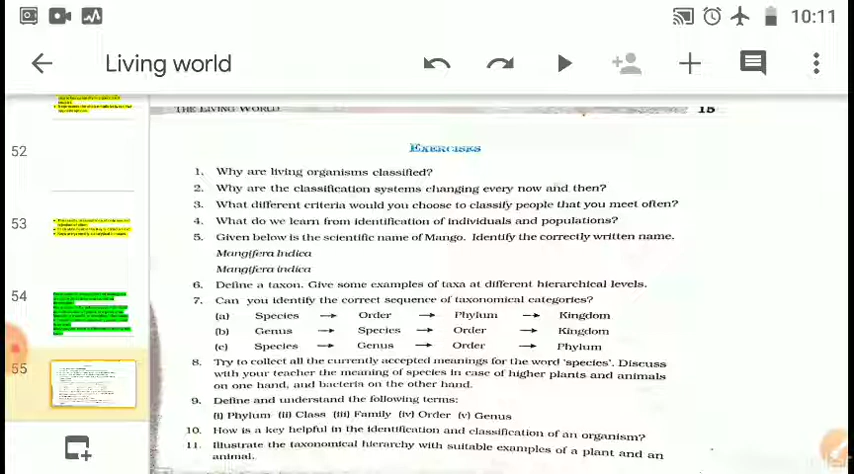 10:11
Living world
THE LIVING WORLD
15
52
53
54
55
EXERCISES
1. Why are living organisms classified?
2. Why are the classification systems changing every now and then?
3. What different criteria would you choose to classify people that you meet often?
4. What do we learn from identification of individuals and populations?
5. Given below is the scientific name of Mango. Identify the correctly written name.
Mangifera Indica
Mangifera indica
6. Define a taxon. Give some examples of taxa at different hierarchical levels.
7. Can you identify the correct sequence of taxonomical categories?
(a) Species → Order → Phylum → Kingdom
(b) Genus → Species → Order → Kingdom
(c) Species → Genus → Order → Phylum
8. Try to collect all the currently accepted meanings for the word 'species'. Discuss
with your teacher the meaning of species in case of higher plants and animals
on one hand, and bacteria on the other hand.
9. Define and understand the following terms:
(i) Phylum (ii) Class (iii) Family (iv) Order (v) Genus
10. How is a key helpful in the identification and classification of an organism?
11. Illustrate the taxonomical hierarchy with suitable examples of a plant and an
animal.